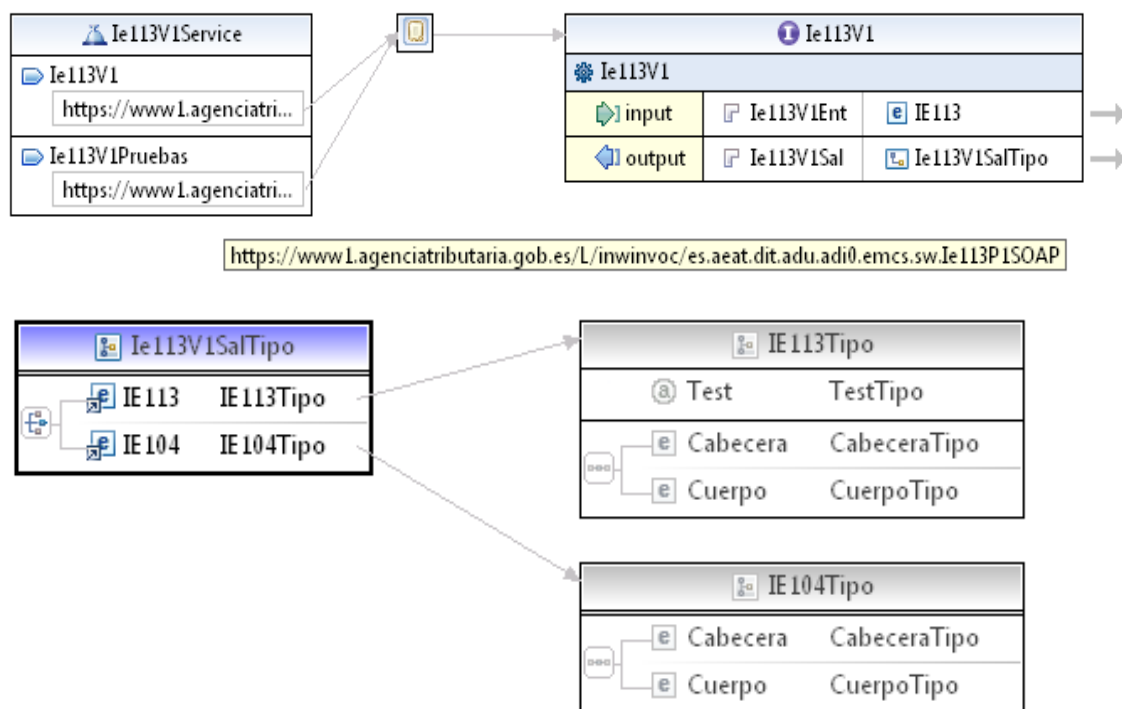 Ie113V1Service
Ie113V1
https://www1.agenciatri...
Ie113V1Pruebas
https://www1.agenciatri...
I Ie113V1
Ie113V1
input Ie113V1Ent e IE113
output Ie113V1Sal Ie113V1SalTipo
https://www1.agenciatributaria.gob.es/L/inwinvoc/es.aeat.dit.adu.adi0.emcs.sw.Ie113P1SOAP
Ie113V1SalTipo
e IE113 IE113Tipo
e IE104 IE104Tipo
IE113Tipo
a Test TestTipo
e Cabecera CabeceraTipo
e Cuerpo CuerpoTipo
IE104Tipo
e Cabecera CabeceraTipo
e Cuerpo CuerpoTipo